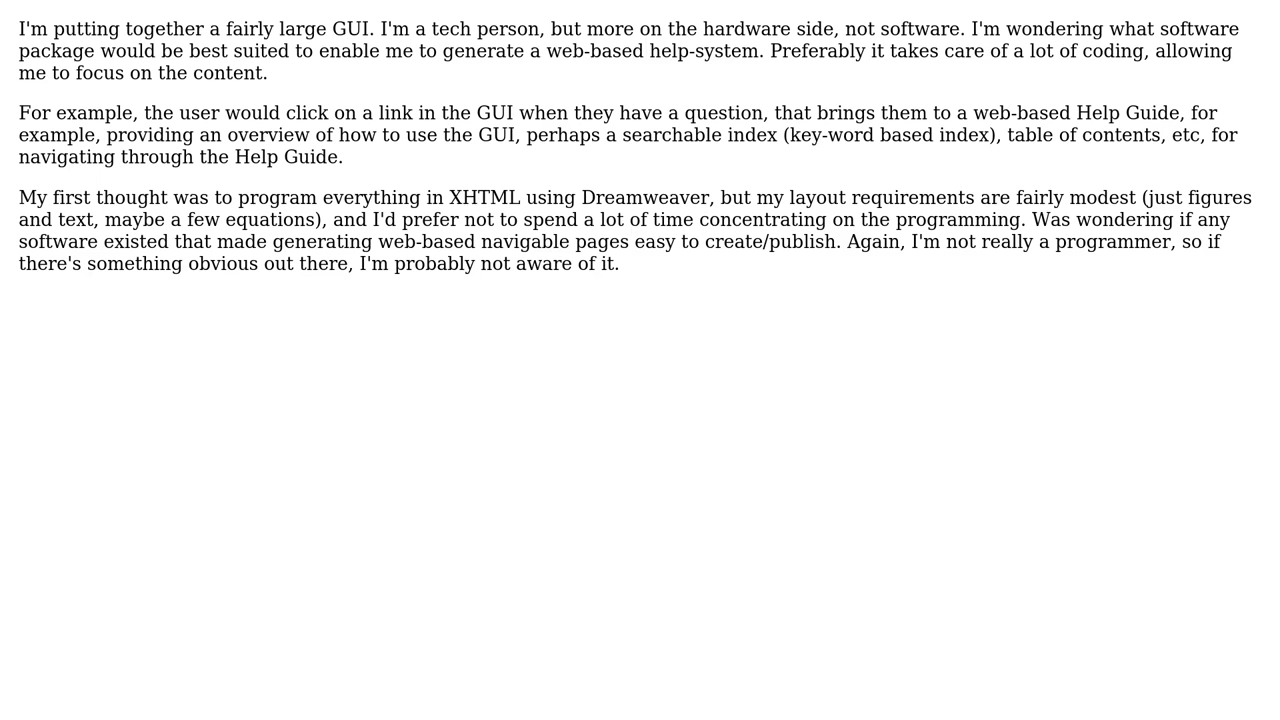 I'm putting together a fairly large GUI. I'm a tech person, but more on the hardware side, not software. I'm wondering what software
package would be best suited to enable me to generate a web-based help-system. Preferably it takes care of a lot of coding, allowing
me to focus on the content.
For example, the user would click on a link in the GUI when they have a question, that brings them to a web-based Help Guide, for
example, providing an overview of how to use the GUI, perhaps a searchable index (key-word based index), table of contents, etc, for
navigating through the Help Guide.
My first thought was to program everything in XHTML using Dreamweaver, but my layout requirements are fairly modest (just figures
and text, maybe a few equations), and I'd prefer not to spend a lot of time concentrating on the programming. Was wondering if any
software existed that made generating web-based navigable pages easy to create/publish. Again, I'm not really a programmer, so if
there's something obvious out there, I'm probably not aware of it.